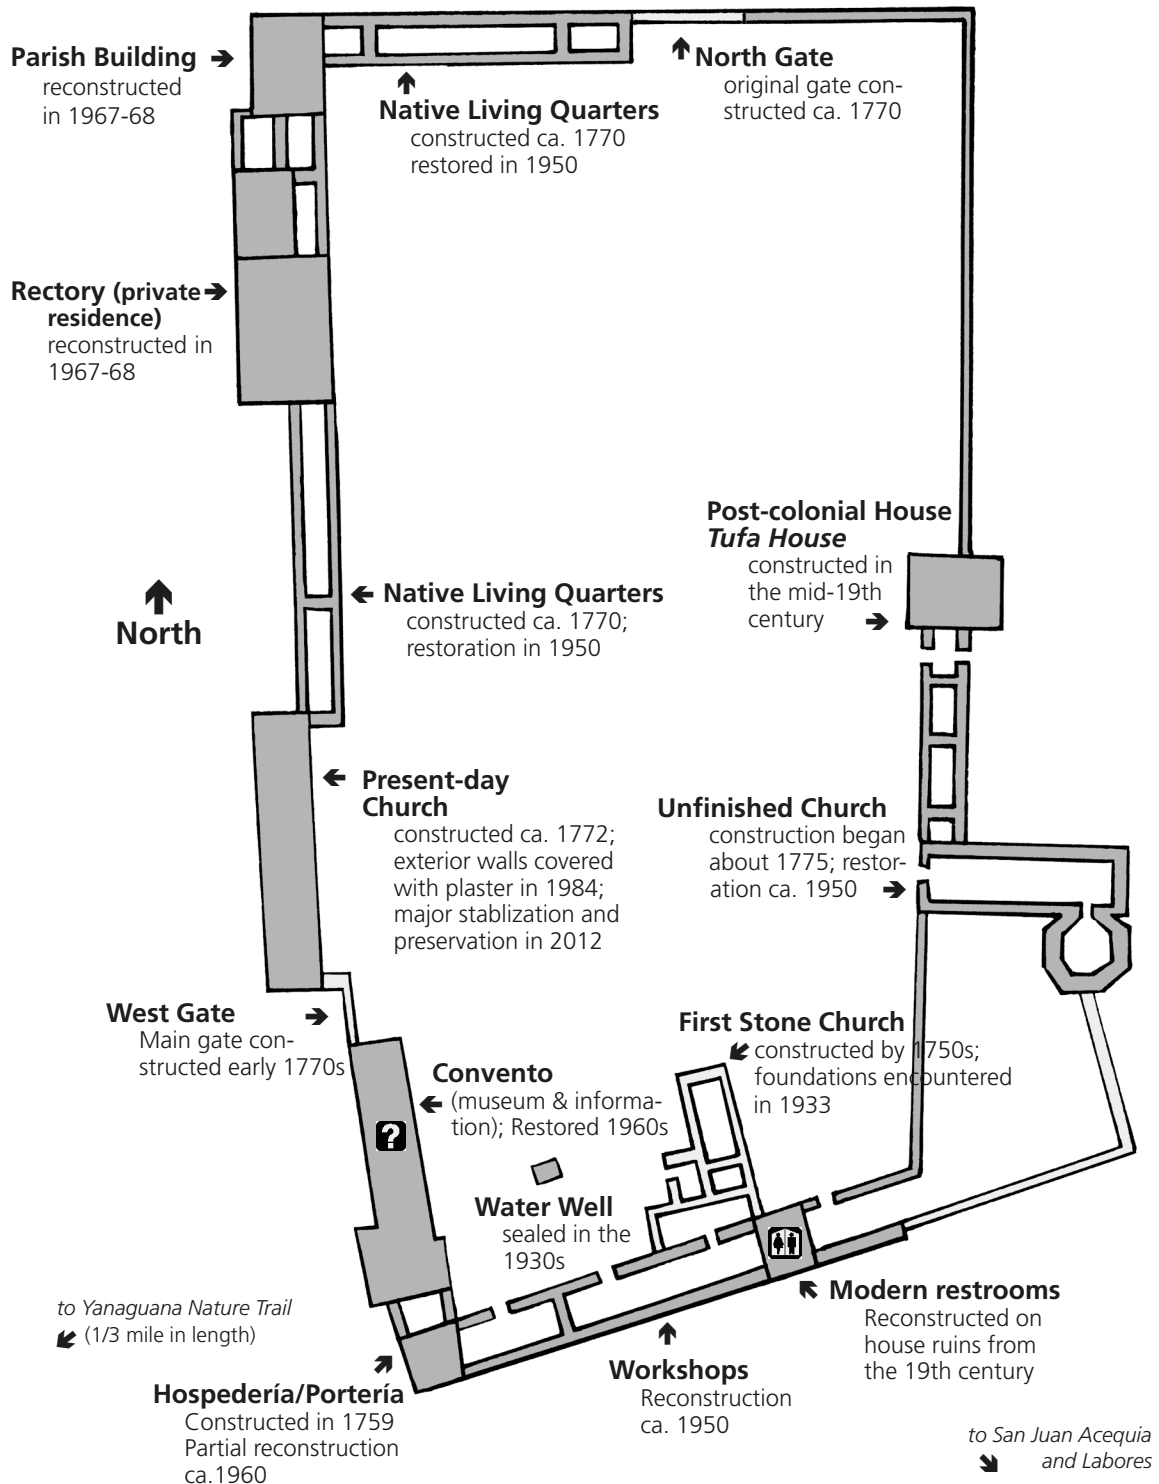 Parish Building
reconstructed
in 1967-68
Native Living Quarters
constructed ca. 1770
restored in 1950
North Gate
original gate con-
structed ca. 1770
Rectory (private
residence)
reconstructed in
1967-68
Post-colonial House
Tufa House
constructed in
the mid-19th
century
North
Native Living Quarters
constructed ca. 1770;
restoration in 1950
Present-day
Church
constructed ca. 1772;
exterior walls covered
with plaster in 1984;
major stablization and
preservation in 2012
Unfinished Church
construction began
about 1775; restor-
ation ca. 1950
West Gate
Main gate con-
structed early 1770s
First Stone Church
constructed by 1750s;
foundations encountered
in 1933
Convento
(museum & informa-
tion); Restored 1960s
?
Water Well
sealed in the
1930s
to Yanaguana Nature Trail
(1/3 mile in length)
Modern restrooms
Reconstructed on
house ruins from
the 19th century
Hospedería/Portería
Constructed in 1759
Partial reconstruction
ca.1960
Workshops
Reconstruction
ca. 1950
to San Juan Acequia
and Labores